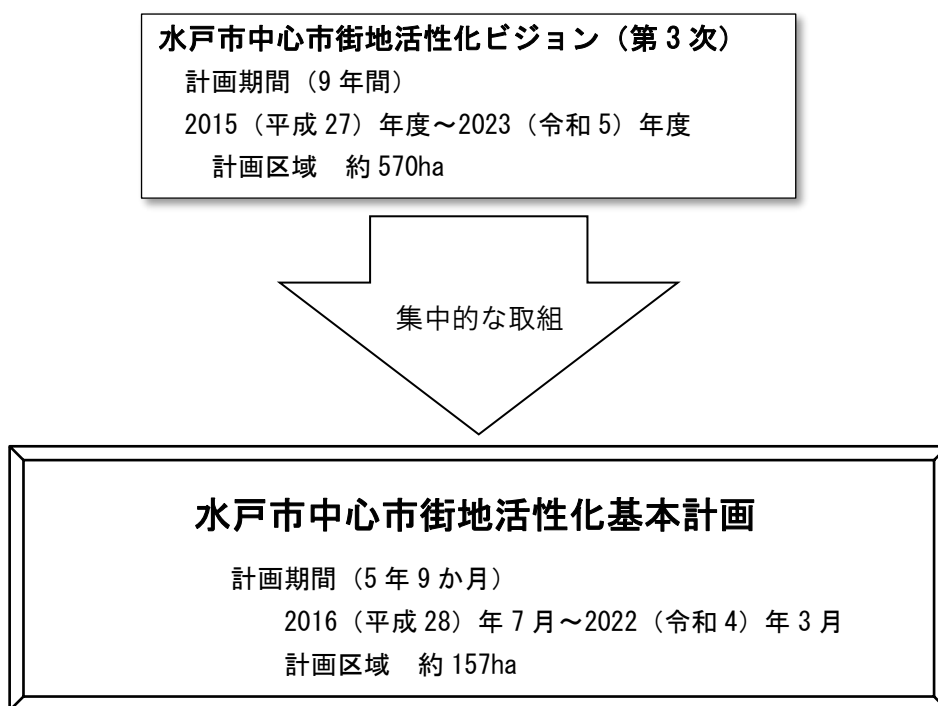 水戸市中心市街地活性化ビジョン（第3次）
計画期間（9年間）
2015（平成27）年度～2023（令和5）年度
計画区域　約570ha
集中的な取組
水戸市中心市街地活性化基本計画
計画期間（5年9か月）
2016（平成28）年7月～2022（令和4）年3月
計画区域　約157ha